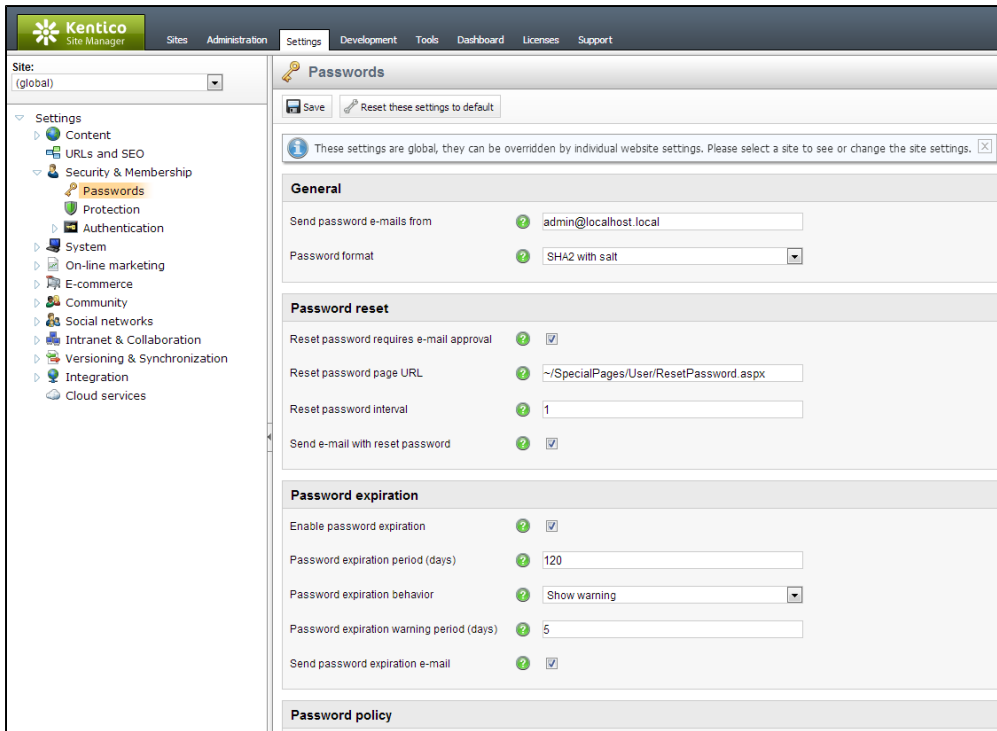 Kentico
Site Manager
Sites Administration Settings Development Tools Dashboard Licenses Support
Site:
(global)
Settings
Content
URLs and SEO
Security & Membership
Passwords
Protection
Authentication
System
On-line marketing
E-commerce
Community
Social networks
Intranet & Collaboration
Versioning & Synchronization
Integration
Cloud services
Passwords
Save Reset these settings to default
These settings are global, they can be overridden by individual website settings. Please select a site to see or change the site settings.
General
Send password e-mails from ? admin@localhost.local
Password format ? SHA2 with salt
Password reset
Reset password requires e-mail approval ?
Reset password page URL ? ~/SpecialPages/User/ResetPassword.aspx
Reset password interval ? 1
Send e-mail with reset password ?
Password expiration
Enable password expiration ?
Password expiration period (days) ? 120
Password expiration behavior ? Show warning
Password expiration warning period (days) ? 5
Send password expiration e-mail ?
Password policy